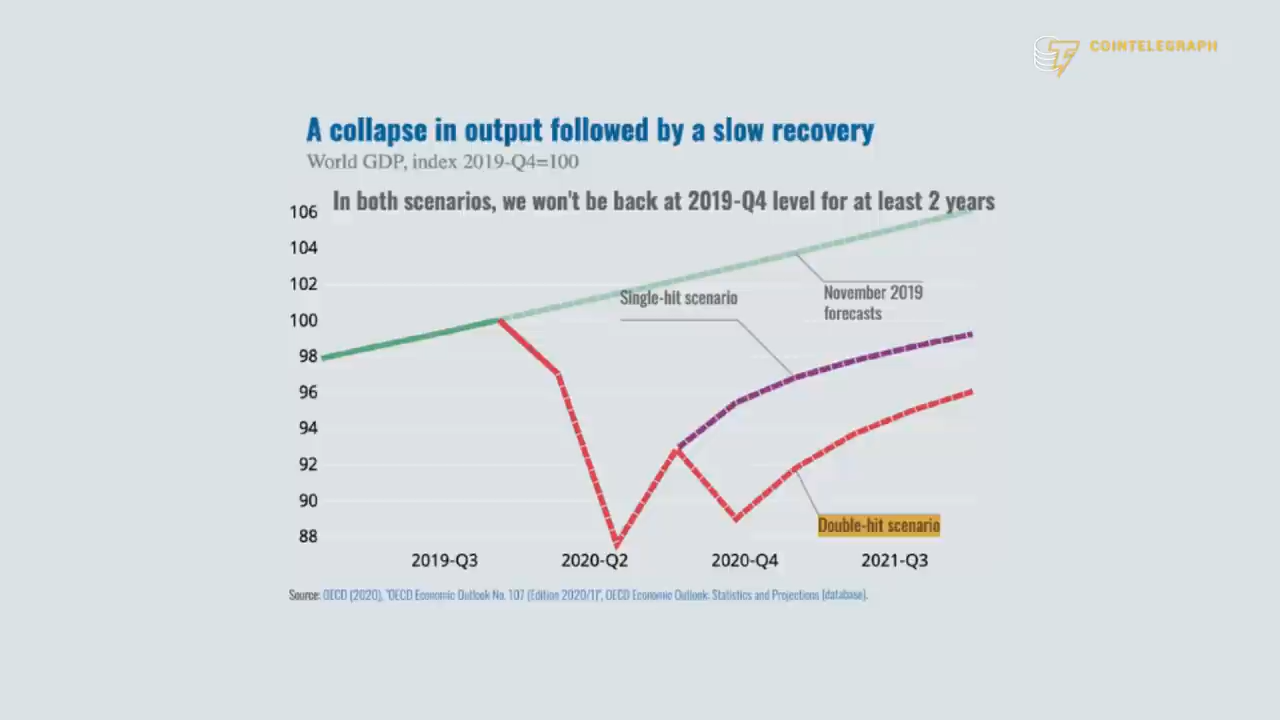 COINTELEGRAPH
A collapse in output followed by a slow recovery
World GDP, index 2019-Q4=100
In both scenarios, we won't be back at 2019-Q4 level for at least 2 years
106
104
102
100
98
96
94
92
90
88
Single-hit scenario
November 2019
forecasts
Double-hit scenario
2019-Q3 2020-Q2 2020-Q4 2021-Q3
Source: OECD (2020), "OECD Economic Outlook No. 107 (Edition 2020/1)", OECD Economic Outlook: Statistics and Projections (database).